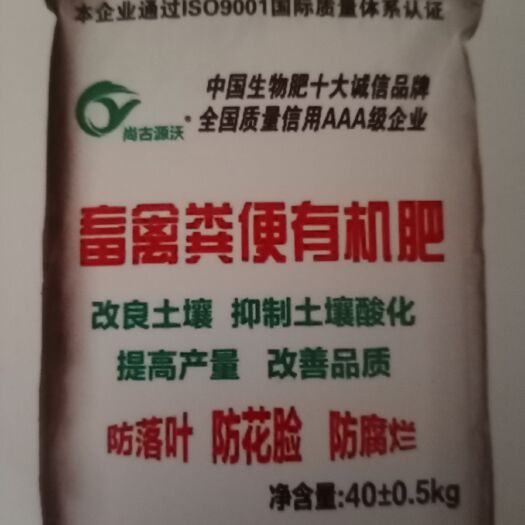 本企业通过ISO9001国际质量体系认证
中国生物肥十大诚信品牌
全国质量信用AAA级企业
尚古源沃®
畜禽粪便有机肥
改良土壤 抑制土壤酸化
提高产量 改善品质
防落叶 防花脸 防腐烂
净含量:40±0.5kg